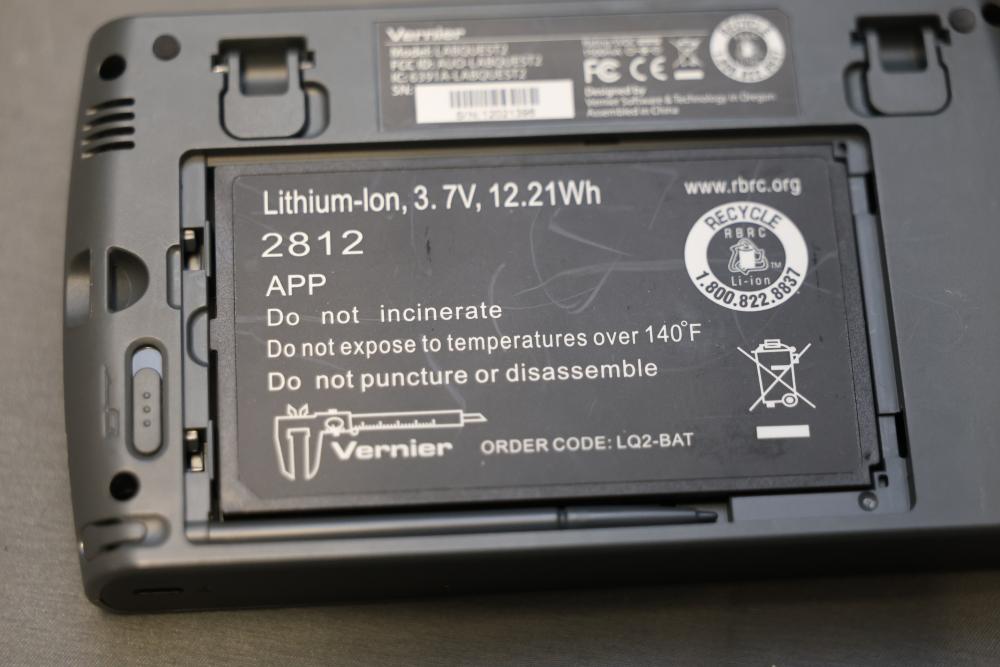 Vernier
Model: LABQUEST2
FCC ID: AUO-LABQUEST2
IC: 6391A-LABQUEST2
SN:
FC CE
Designed by
Vernier Software & Technology in Oregon
Assembled in China
Lithium-Ion, 3.7V, 12.21Wh
2812
APP
Do not incinerate
Do not expose to temperatures over 140°F
Do not puncture or disassemble
Vernier
ORDER CODE: LQ2-BAT
www.rbrc.org
RECYCLE
RBRC
TM
Li-ion
1.800.822.8837